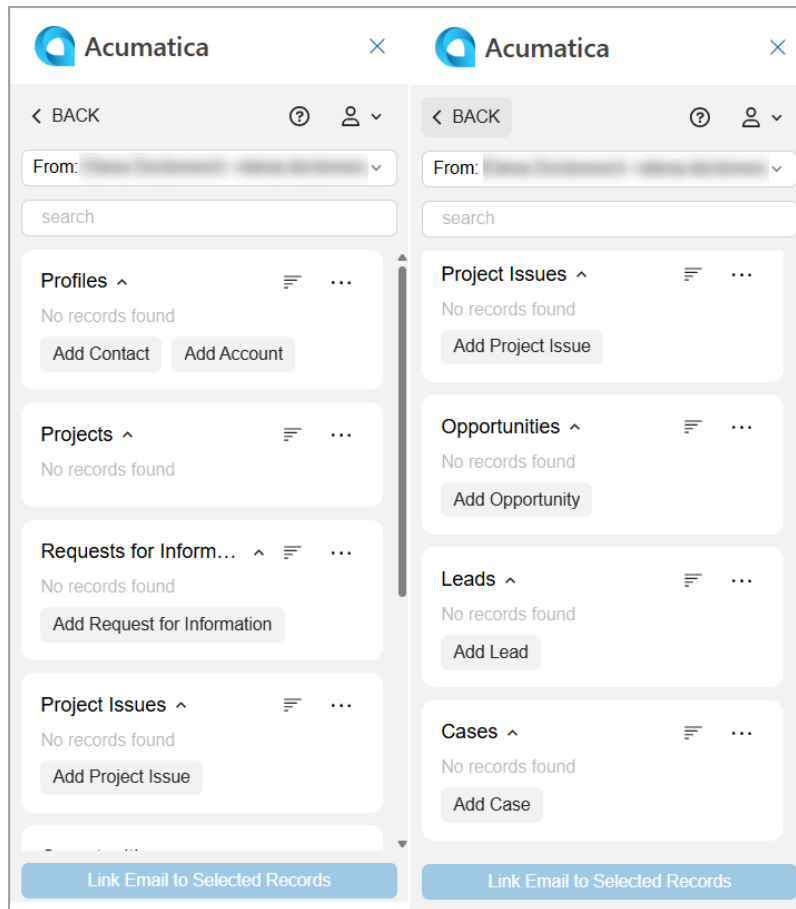 Acumatica
BACK
From:
search
Profiles
No records found
Add Contact Add Account
Projects
No records found
Requests for Inform...
No records found
Add Request for Information
Project Issues
No records found
Add Project Issue
Link Email to Selected Records
Acumatica
BACK
From:
search
Project Issues
No records found
Add Project Issue
Opportunities
No records found
Add Opportunity
Leads
No records found
Add Lead
Cases
No records found
Add Case
Link Email to Selected Records